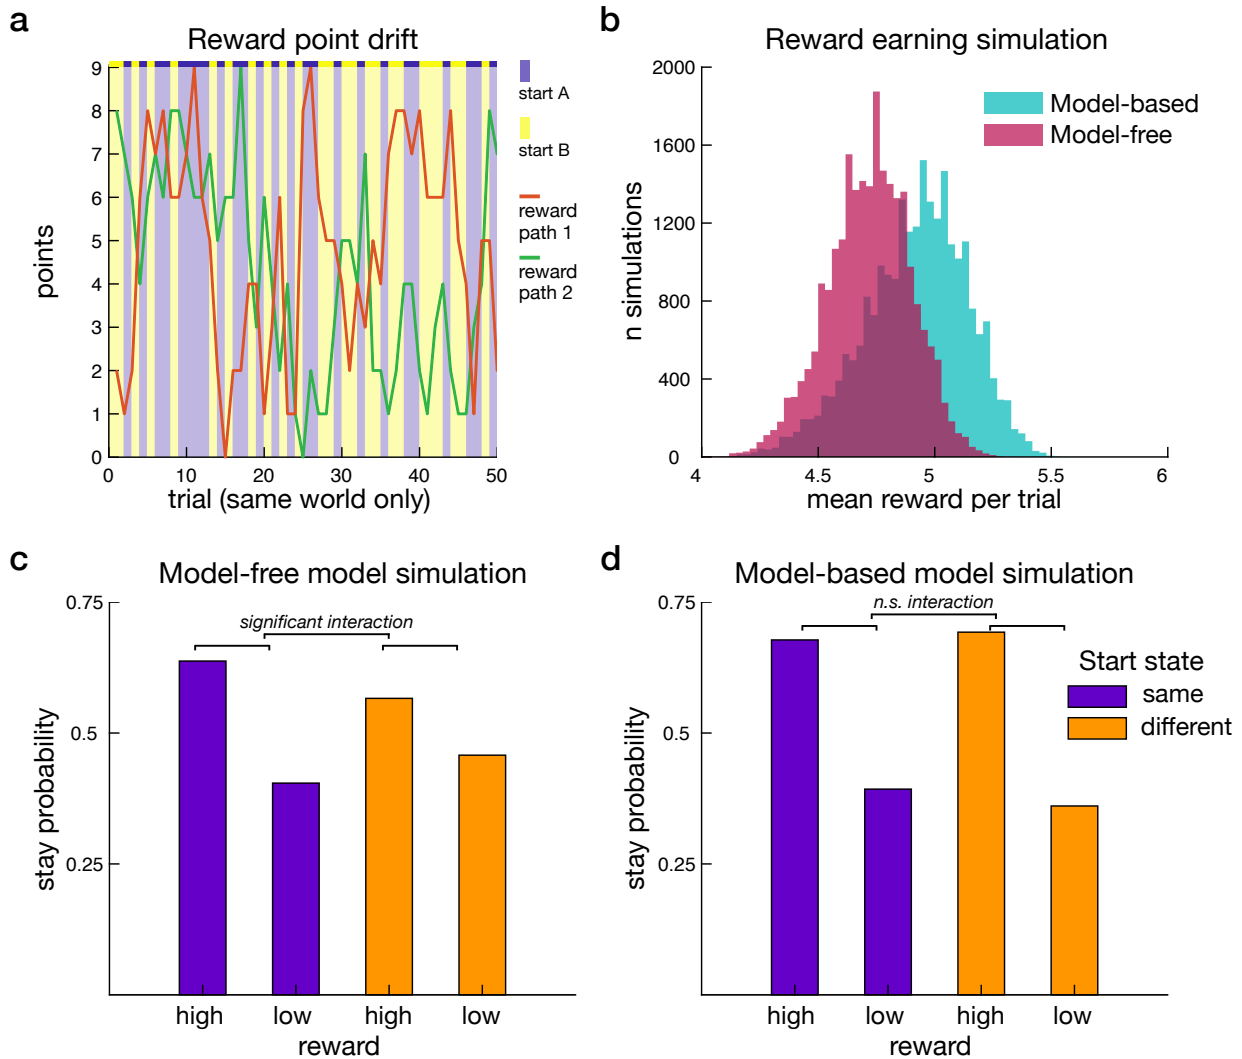 a
Reward point drift
9
8
7
6
5
4
3
2
1
0
points
0 10 20 30 40 50
trial (same world only)
start A
start B
reward
path 1
reward
path 2
b
Reward earning simulation
2000
1600
1200
800
400
0
n simulations
Model-based
Model-free
4 4.5 5 5.5 6
mean reward per trial
c
Model-free model simulation
0.75
0.5
0.25
stay probability
significant interaction
high low high low
reward
d
Model-based model simulation
0.75
0.5
0.25
stay probability
n.s. interaction
Start state
same
different
high low high low
reward